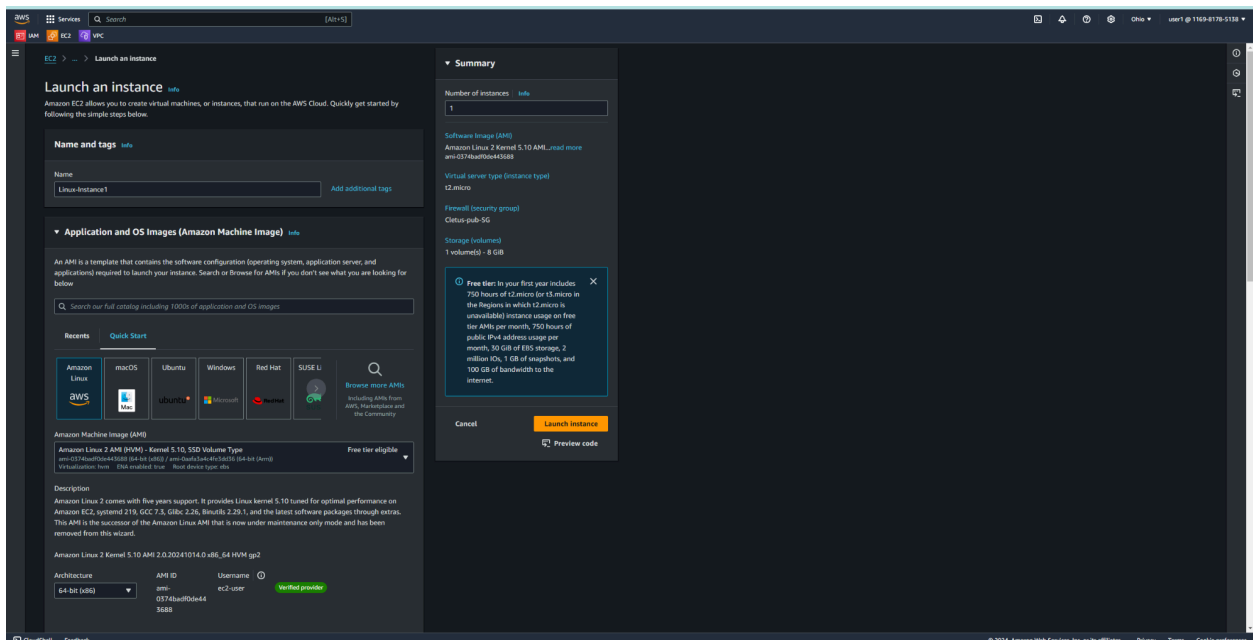 aws
Services
Search
[Alt+S]
Ohio
user1 @ 1169-8178-5138
IAM
EC2
VPC
EC2 > ... > Launch an instance
Launch an instance Info
Amazon EC2 allows you to create virtual machines, or instances, that run on the AWS Cloud. Quickly get started by
following the simple steps below.
Name and tags Info
Name
Linux-Instance1
Add additional tags
Application and OS Images (Amazon Machine Image) Info
An AMI is a template that contains the software configuration (operating system, application server, and
applications) required to launch your instance. Search or Browse for AMIs if you don't see what you are looking for
below
Search our full catalog including 1000s of application and OS images
Recents
Quick Start
Amazon
Linux
aws
macOS
Mac
Ubuntu
ubuntu
Windows
Microsoft
Red Hat
RedHat
SUSE Li
Browse more AMIs
Including AMIs from
AWS, Marketplace and
the Community
Amazon Machine Image (AMI)
Amazon Linux 2 AMI (HVM) - Kernel 5.10, SSD Volume Type
Free tier eligible
ami-0374badf0de443688 (64-bit (x86)) / (64-bit (Arm))
Virtualization: hvm ENA enabled: true Root device type: ebs
Description
Amazon Linux 2 comes with five years support. It provides Linux kernel 5.10 tuned for optimal performance on
Amazon EC2, systemd 219, GCC 7.3, Glibc 2.26, Binutils 2.29.1, and the latest software packages through extras.
This AMI is the successor of the Amazon Linux AMI that is now under maintenance only mode and has been
removed from this wizard.
Amazon Linux 2 Kernel 5.10 AMI 2.0.20241014.0 x86_64 HVM gp2
Architecture
64-bit (x86)
AMI ID
ami-
0374badf0de44
3688
Username
ec2-user
Verified provider
Summary
Number of instances Info
1
Software Image (AMI)
Amazon Linux 2 Kernel 5.10 AMI...read more
ami-0374badf0de443688
Virtual server type (instance type)
t2.micro
Firewall (security group)
Cletus-pub-SG
Storage (volumes)
1 volume(s) - 8 GiB
Free tier: In your first year includes
750 hours of t2.micro (or t3.micro in
the Regions in which t2.micro is
unavailable) instance usage on free
tier AMIs per month, 750 hours of
public IPv4 address usage per
month, 30 GiB of EBS storage, 2
million IOs, 1 GB of snapshots, and
100 GB of bandwidth to the
internet.
Cancel
Launch instance
Preview code
CloudShell Feedback
© 2024, Amazon Web Services, Inc. or its affiliates. Privacy Terms Cookie preferences